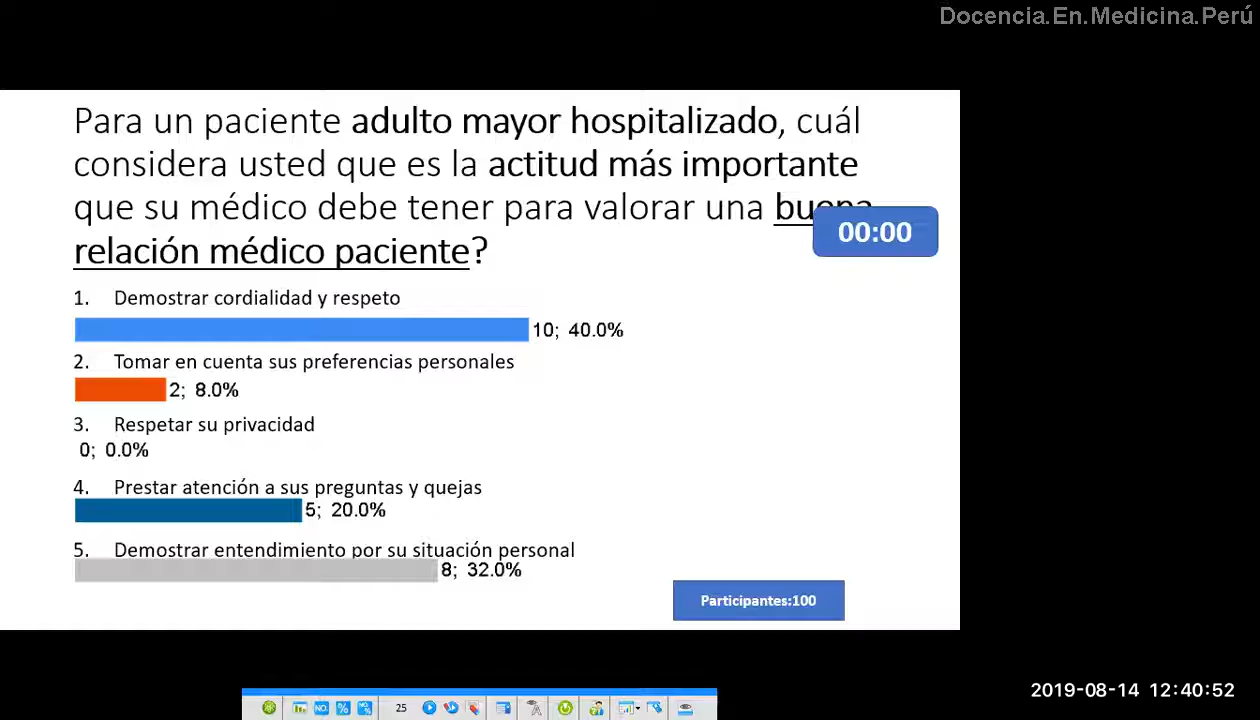 Docencia.En.Medicina.Perú
Para un paciente adulto mayor hospitalizado, cuál
considera usted que es la actitud más importante
que su médico debe tener para valorar una buena
00:00
relación médico paciente?
1. Demostrar cordialidad y respeto
10; 40.0%
2. Tomar en cuenta sus preferencias personales
2; 8.0%
3. Respetar su privacidad
0; 0.0%
4. Prestar atención a sus preguntas y quejas
5; 20.0%
5. Demostrar entendimiento por su situación personal
8; 32.0%
Participantes:100
2019-08-14 12:40:52
NO. % NO. % 25